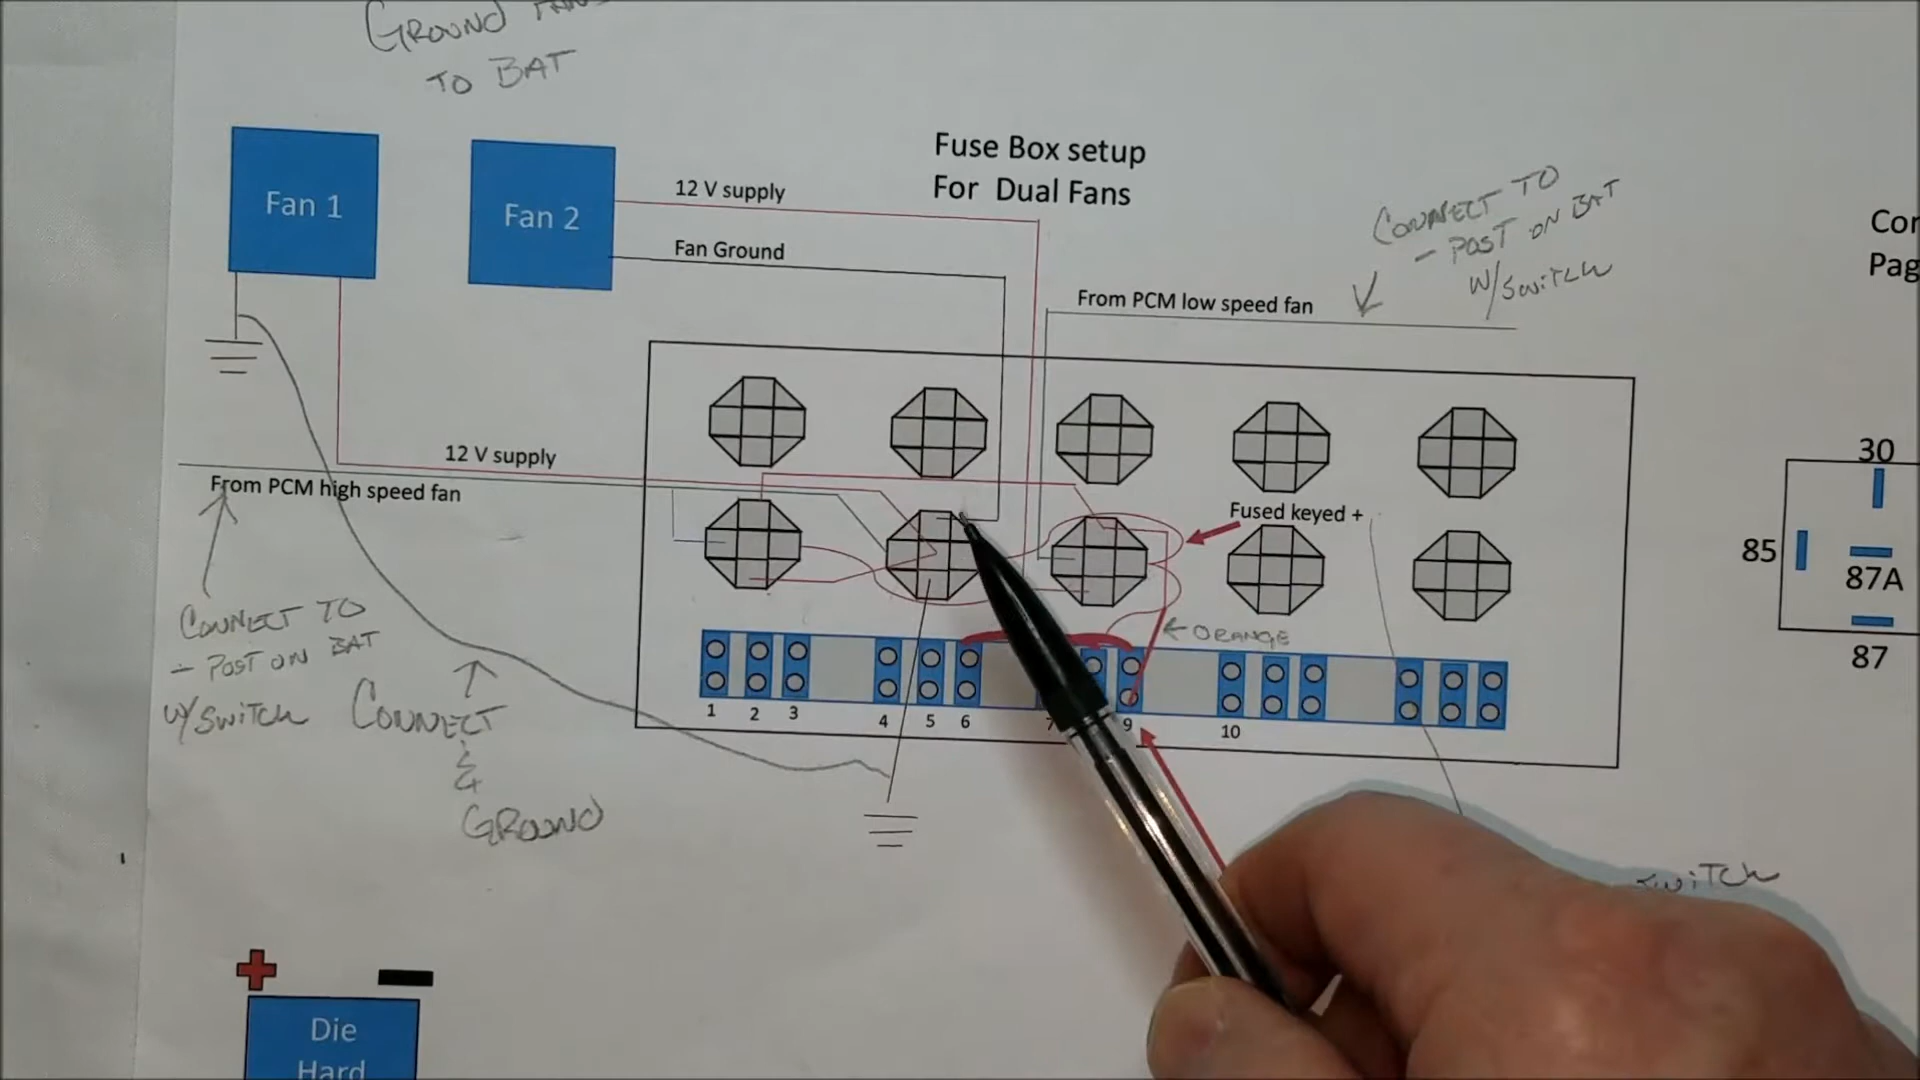 GROUND
TO BAT
Fan 1
Fan 2
12 V supply
Fan Ground
Fuse Box setup
For Dual Fans
CONNECT TO
- POST ON BAT
W/SWITCH
From PCM low speed fan
12 V supply
From PCM high speed fan
Fused keyed +
CONNECT TO
- POST ON BAT
W/SWITCH
CONNECT
&
GROUND
← ORANGE
1 2 3 4 5 6 7 9 10
30
85
87A
87
SWITCH
+ -
Die
Hard